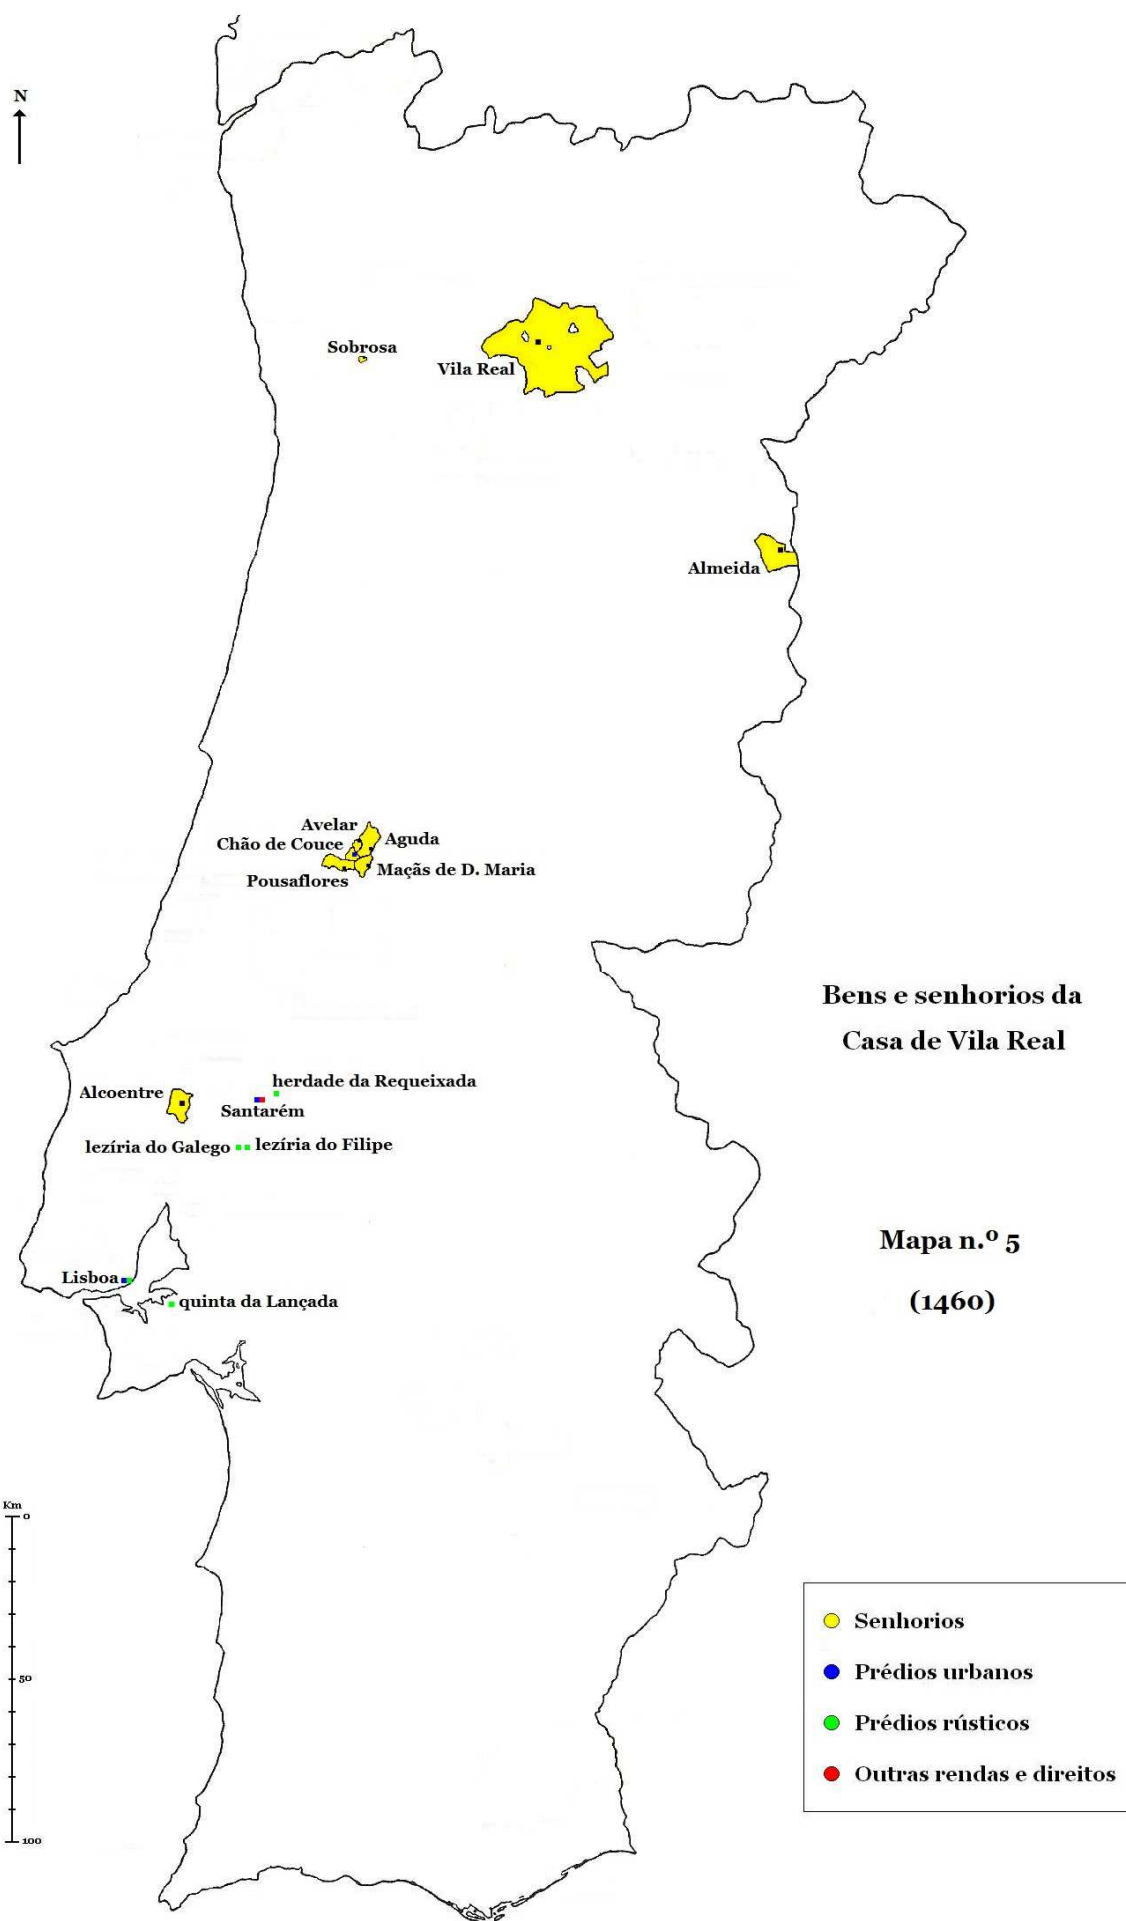 N
Sobrosa
Vila Real
Almeida
Avelar
Chão de Couce
Aguda
Maçãs de D. Maria
Pousaflores
Bens e senhorios da
Casa de Vila Real
herdade da Requeixada
Alcoentre
Santarém
lezíria do Galego
lezíria do Filipe
Mapa n.º 5
(1460)
Lisboa
quinta da Lançada
Km
0
50
100
Senhorios
Prédios urbanos
Prédios rústicos
Outras rendas e direitos